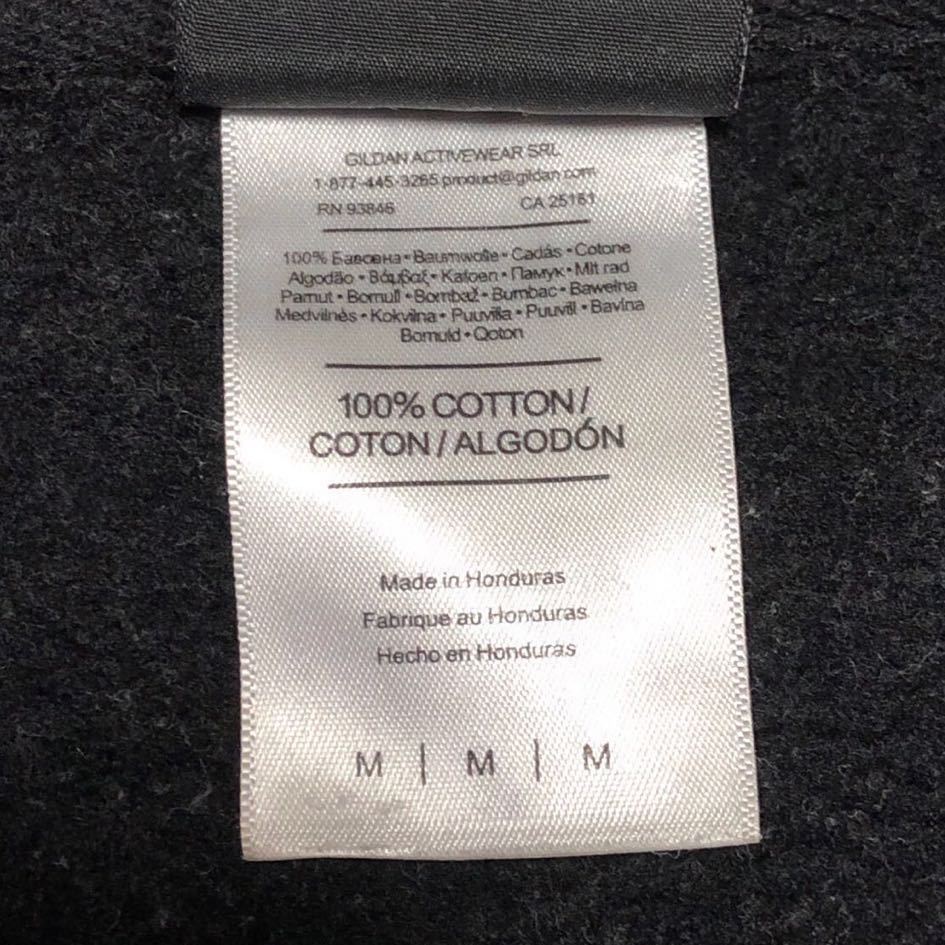 GILDAN ACTIVEWEAR SRL
1-877-445-3265 product@gildan.com
RN 93846 CA 25161
100% Бавовна • Baumwolle • Cadás • Cotone
Algodão • Βάμβαξ • Katoen • Памук • Mit rad
Pamut • Bomull • Bombaž • Bumbac • Bawełna
Medvilnės • Kokvilna • Puuvilla • Puuvill • Bavlna
Bomuld • Qoton
100% COTTON/
COTON/ALGODÓN
Made in Honduras
Fabrique au Honduras
Hecho en Honduras
M | M | M